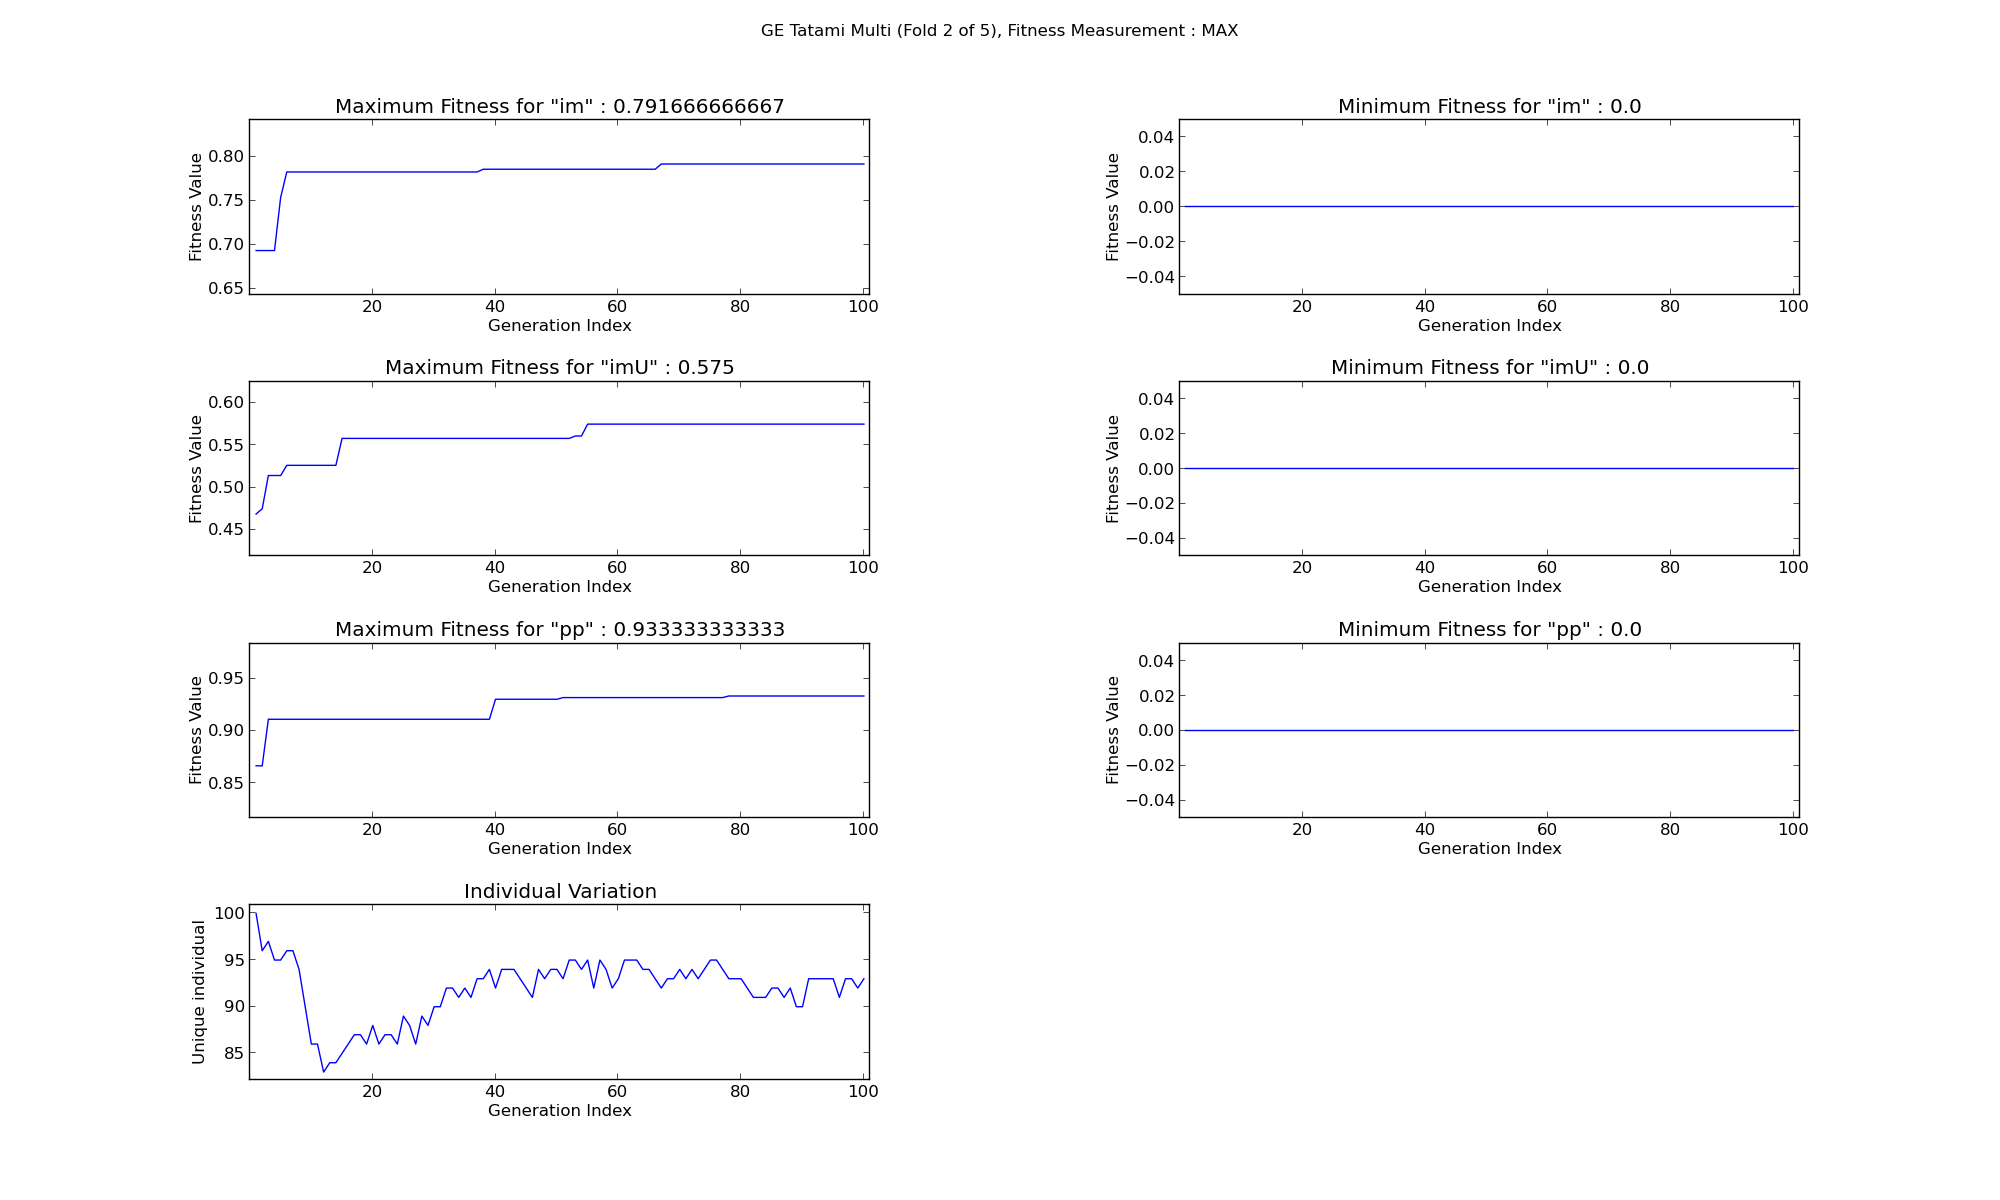 GE Tatami Multi (Fold 2 of 5), Fitness Measurement : MAX
Maximum Fitness for "im" : 0.791666666667
Fitness Value
0.80
0.75
0.70
0.65
20 40 60 80 100
Generation Index
Minimum Fitness for "im" : 0.0
Fitness Value
0.04
0.02
0.00
−0.02
−0.04
20 40 60 80 100
Generation Index
Maximum Fitness for "imU" : 0.575
Fitness Value
0.60
0.55
0.50
0.45
20 40 60 80 100
Generation Index
Minimum Fitness for "imU" : 0.0
Fitness Value
0.04
0.02
0.00
−0.02
−0.04
20 40 60 80 100
Generation Index
Maximum Fitness for "pp" : 0.933333333333
Fitness Value
0.95
0.90
0.85
20 40 60 80 100
Generation Index
Minimum Fitness for "pp" : 0.0
Fitness Value
0.04
0.02
0.00
−0.02
−0.04
20 40 60 80 100
Generation Index
Individual Variation
Unique individual
100
95
90
85
20 40 60 80 100
Generation Index